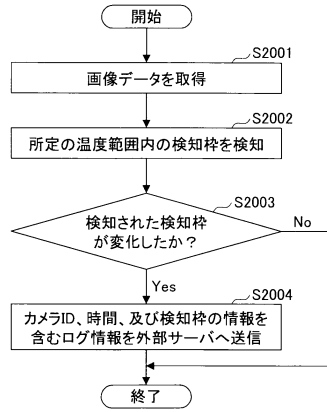 開始
S2001
画像データを取得
S2002
所定の温度範囲内の検知枠を検知
S2003
検知された検知枠
が変化したか？
No
Yes
S2004
カメラID、時間、及び検知枠の情報を
含むログ情報を外部サーバへ送信
終了